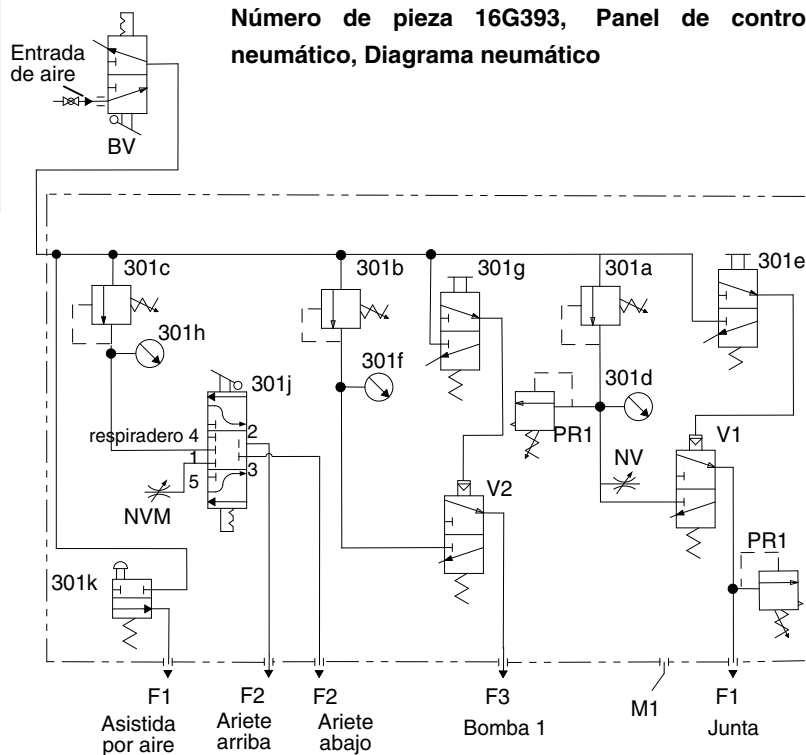 Número de pieza 16G393, Panel de contro
neumático, Diagrama neumático
Entrada
de aire
BV
301c
301b
301g
301a
301e
301h
301j
301f
301d
respiradero 4
2
1
3
5
NVM
PR1
NV
V1
V2
301k
PR1
F1
F2
F2
F3
M1
F1
Asistida
por aire
Ariete
arriba
Ariete
abajo
Bomba 1
Junta